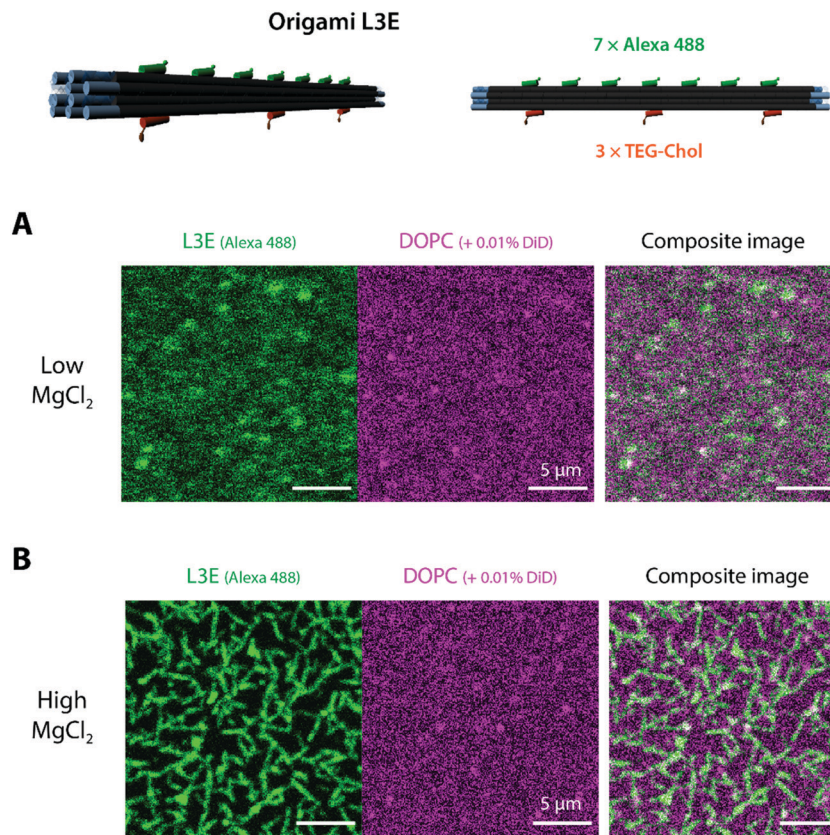 Origami L3E
7 × Alexa 488
3 × TEG-Chol
A
L3E (Alexa 488)
DOPC (+ 0.01% DiD)
Composite image
Low
MgCl₂
5 μm
B
L3E (Alexa 488)
DOPC (+ 0.01% DiD)
Composite image
High
MgCl₂
5 μm